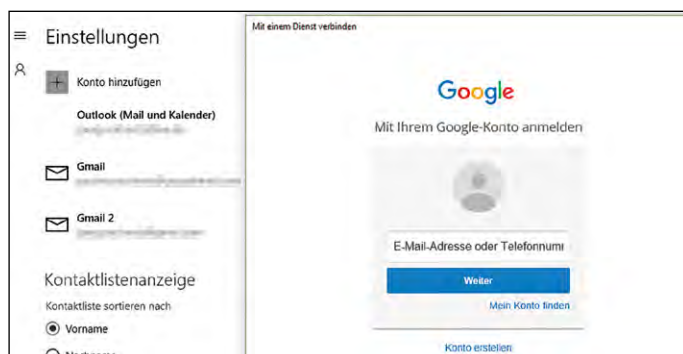 Einstellungen
Konto hinzufügen
Outlook (Mail und Kalender)
Gmail
Gmail 2
Kontaktlistenanzeige
Kontaktliste sortieren nach
Vorname
Mit einem Dienst verbinden
Google
Mit Ihrem Google-Konto anmelden
E-Mail-Adresse oder Telefonnum
Weiter
Mein Konto finden
Konto erstellen